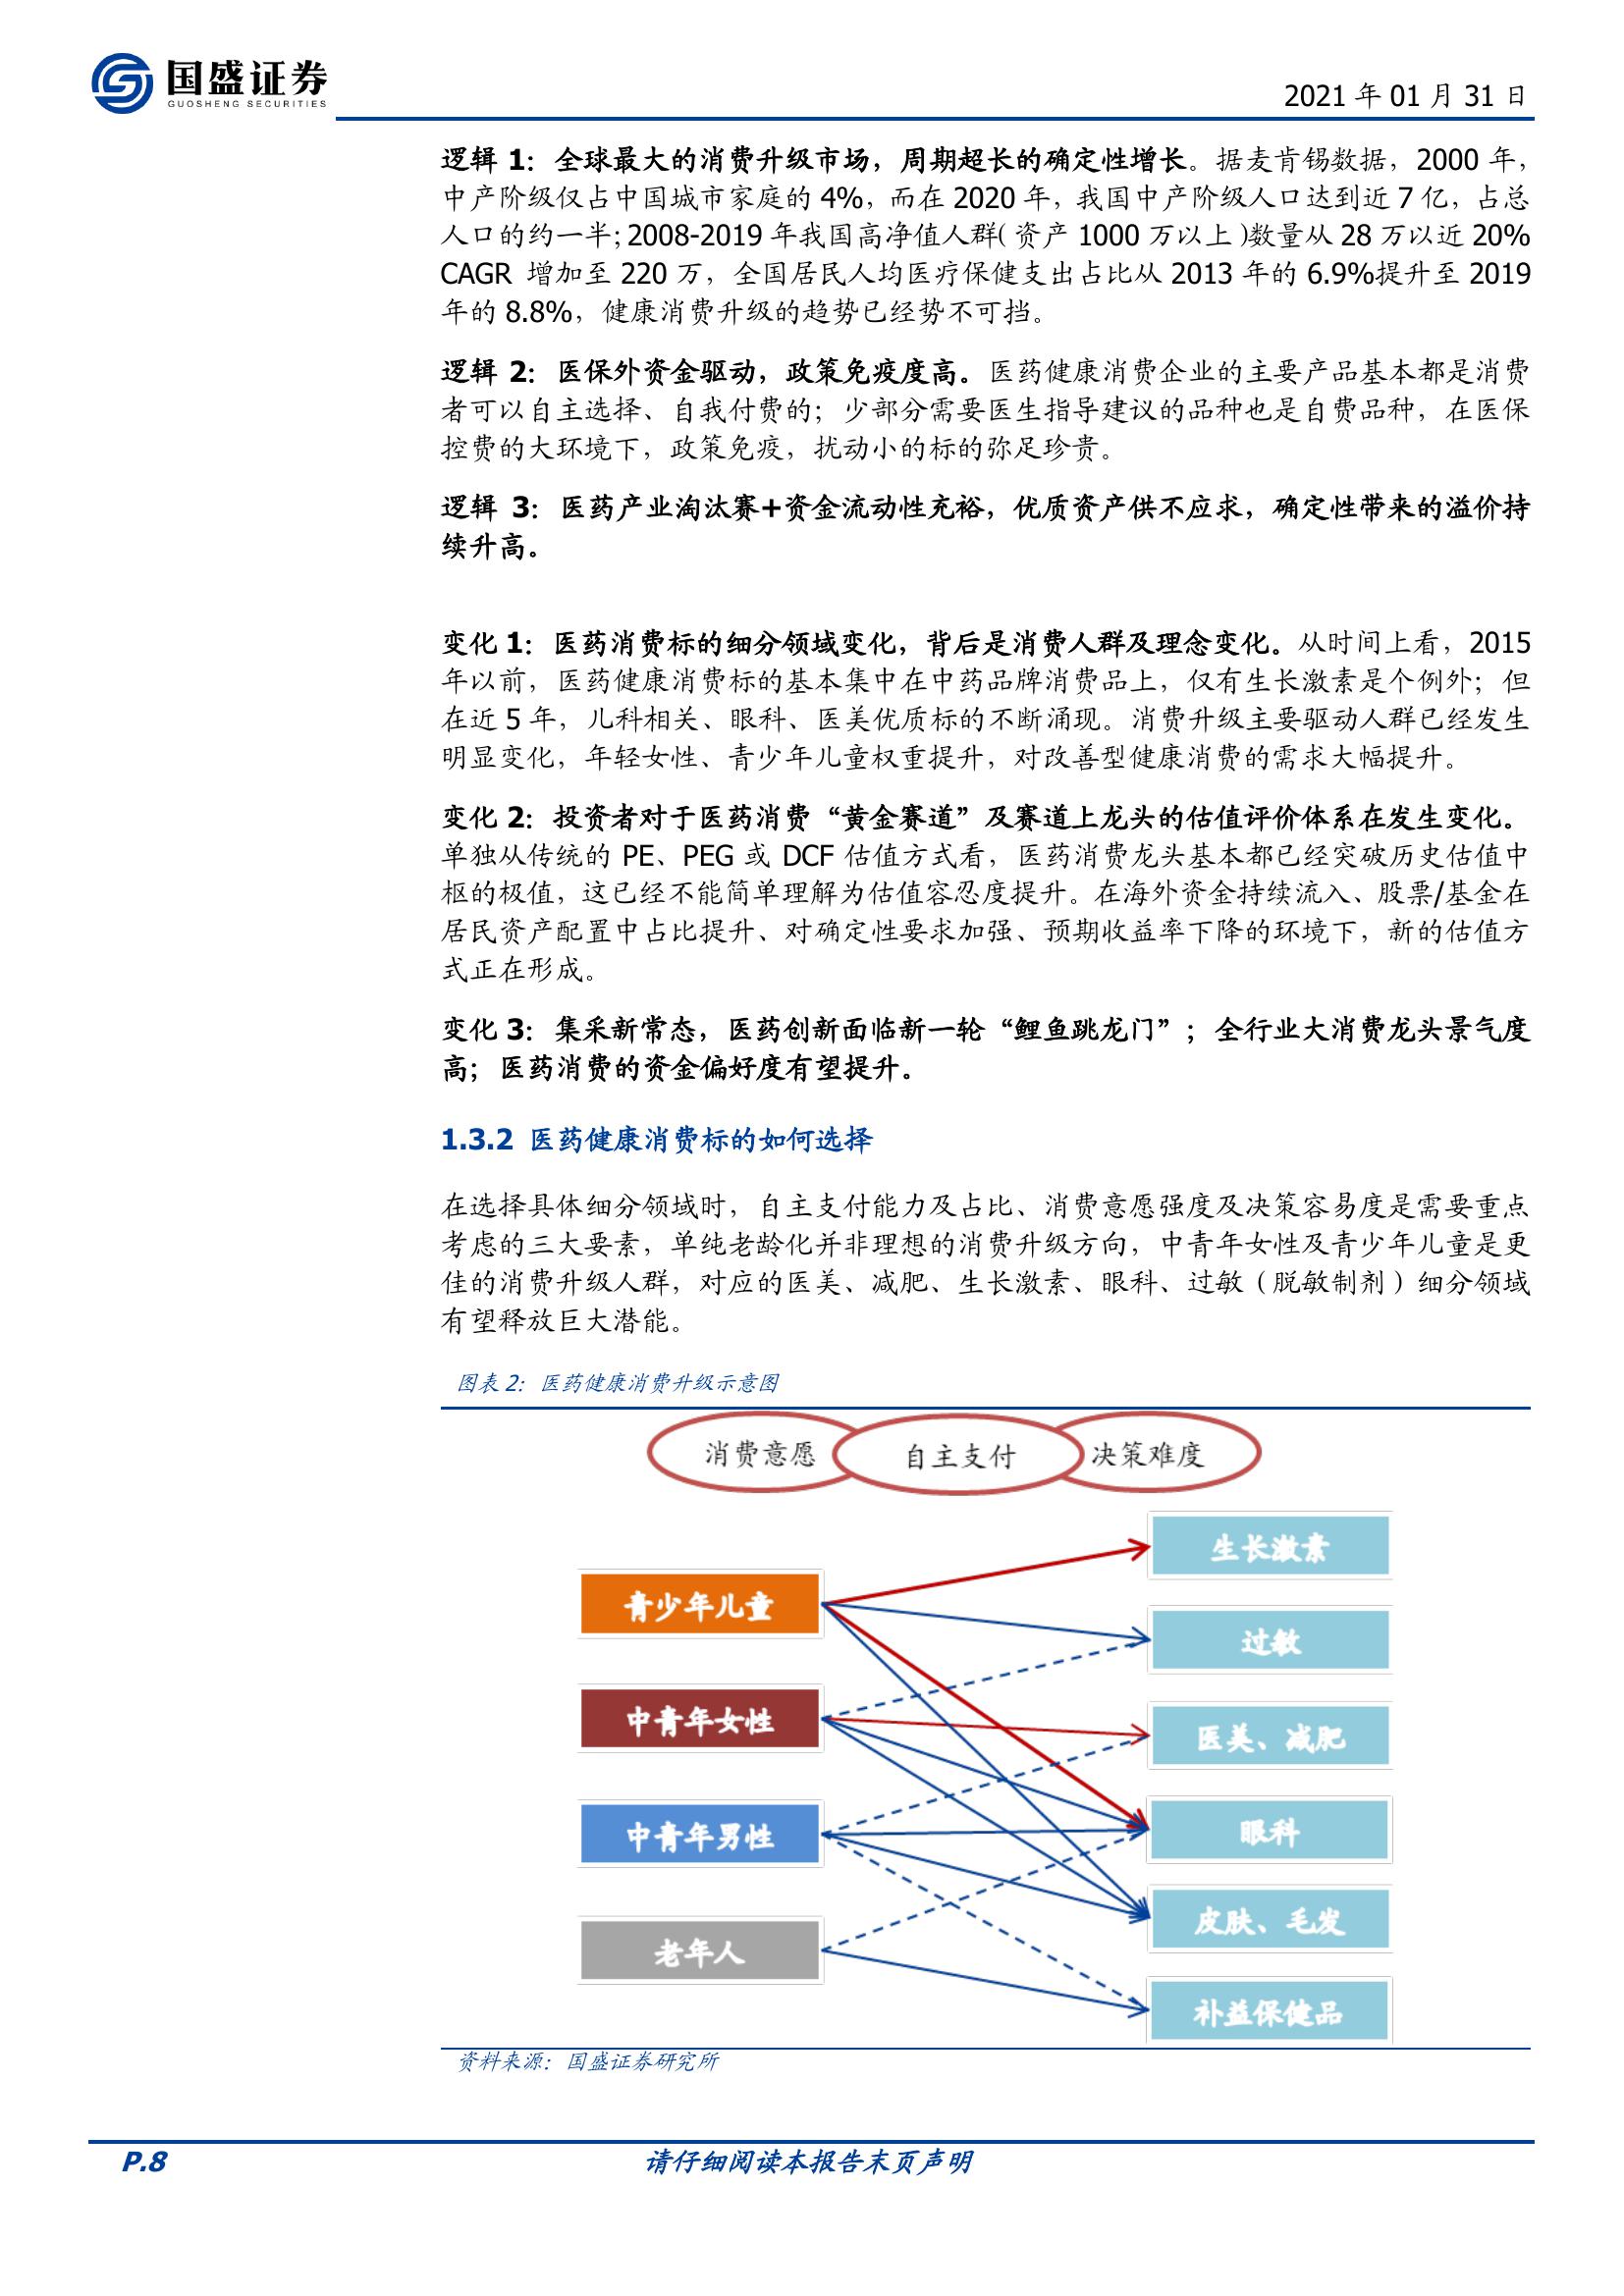 国盛证券
GUOSHENG SECURITIES
2021 年 01 月 31 日
逻辑 1：全球最大的消费升级市场，周期超长的确定性增长。据麦肯锡数据，2000 年，
中产阶级仅占中国城市家庭的 4%，而在 2020 年，我国中产阶级人口达到近 7 亿，占总
人口的约一半；2008-2019 年我国高净值人群（资产 1000 万以上）数量从 28 万以近 20%
CAGR 增加至 220 万，全国居民人均医疗保健支出占比从 2013 年的 6.9%提升至 2019
年的 8.8%，健康消费升级的趋势已经势不可挡。
逻辑 2：医保外资金驱动，政策免疫度高。医药健康消费企业的主要产品基本都是消费
者可以自主选择、自我付费的；少部分需要医生指导建议的品种也是自费品种，在医保
控费的大环境下，政策免疫，扰动小的标的弥足珍贵。
逻辑 3：医药产业淘汰赛+资金流动性充裕，优质资产供不应求，确定性带来的溢价持
续升高。
变化 1：医药消费标的细分领域变化，背后是消费人群及理念变化。从时间上看，2015
年以前，医药健康消费标的基本集中在中药品牌消费品上，仅有生长激素是个例外；但
在近 5 年，儿科相关、眼科、医美优质标的不断涌现。消费升级主要驱动人群已经发生
明显变化，年轻女性、青少年儿童权重提升，对改善型健康消费的需求大幅提升。
变化 2：投资者对于医药消费“黄金赛道”及赛道上龙头的估值评价体系在发生变化。
单独从传统的 PE、PEG 或 DCF 估值方式看，医药消费龙头基本都已经突破历史估值中
枢的极值，这已经不能简单理解为估值容忍度提升。在海外资金持续流入、股票/基金在
居民资产配置中占比提升、对确定性要求加强、预期收益率下降的环境下，新的估值方
式正在形成。
变化 3：集采新常态，医药创新面临新一轮“鲤鱼跳龙门”；全行业大消费龙头景气度
高；医药消费的资金偏好度有望提升。
1.3.2 医药健康消费标的如何选择
在选择具体细分领域时，自主支付能力及占比、消费意愿强度及决策容易度是需要重点
考虑的三大要素，单纯老龄化并非理想的消费升级方向，中青年女性及青少年儿童是更
佳的消费升级人群，对应的医美、减肥、生长激素、眼科、过敏（脱敏制剂）细分领域
有望释放巨大潜能。
图表 2：医药健康消费升级示意图
消费意愿
自主支付
决策难度
生长激素
青少年儿童
过敏
中青年女性
医美、减肥
中青年男性
眼科
皮肤、毛发
老年人
补益保健品
资料来源：国盛证券研究所
P.8
请仔细阅读本报告末页声明